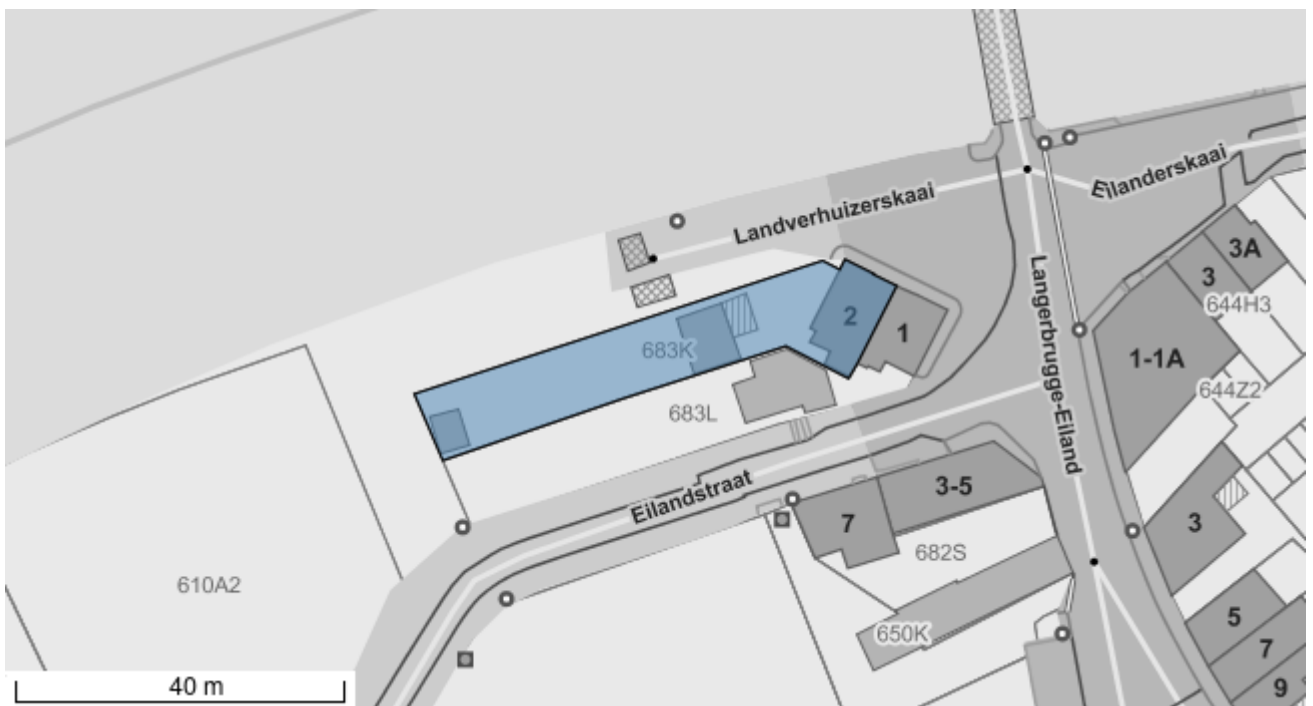 Landverhuizerskaai
Eilanderskaai
3A
3
644H3
2
1
Langerbrugge-Eiland
1-1A
683K
644Z2
683L
Eilandstraat
3-5
7
3
682S
610A2
650K
5
7
9
40 m